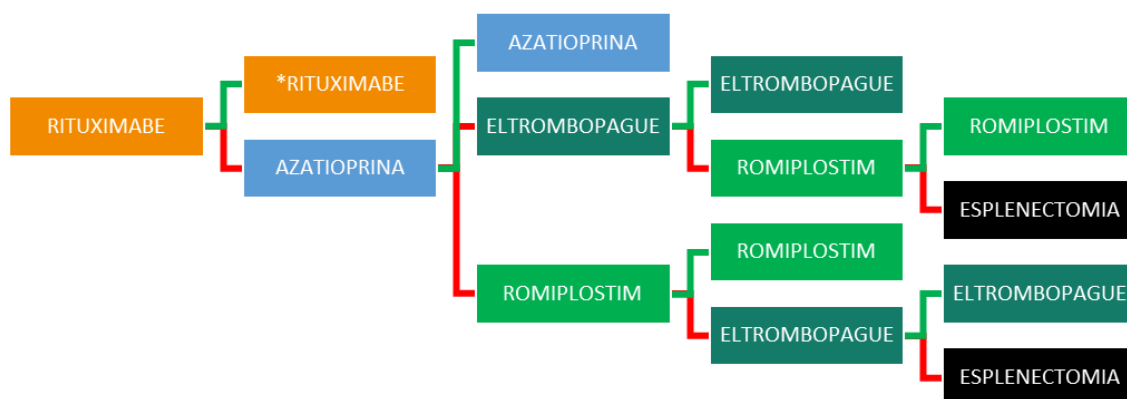 AZATIOPRINA
*RITUXIMABE
ELTROMBOPAGUE
RITUXIMABE
ELTROMBOPAGUE
ROMIPLOSTIM
AZATIOPRINA
ROMIPLOSTIM
ESPLENECTOMIA
ROMIPLOSTIM
ROMIPLOSTIM
ELTROMBOPAGUE
ELTROMBOPAGUE
ESPLENECTOMIA